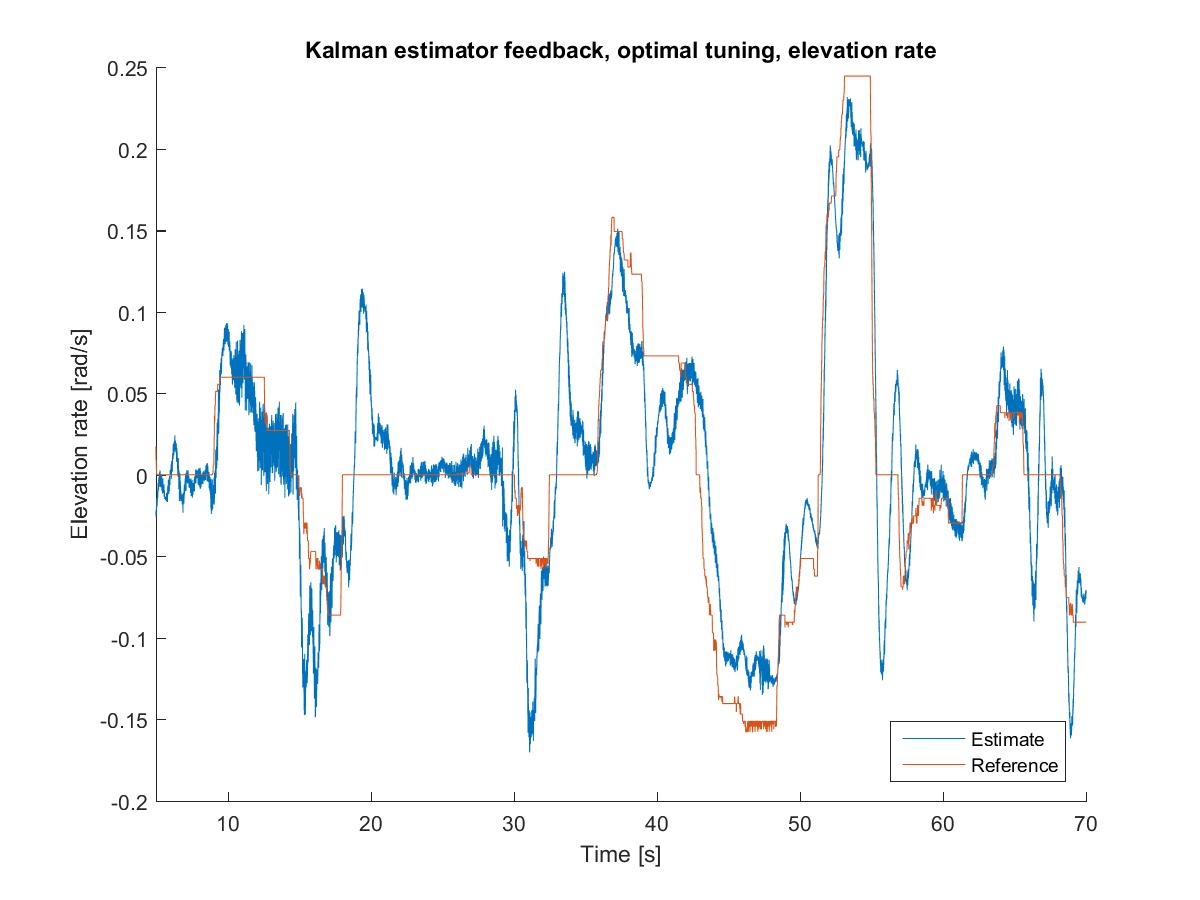 Kalman estimator feedback, optimal tuning, elevation rate
0.25
0.2
0.15
0.1
0.05
0
-0.05
-0.1
-0.15
-0.2
Elevation rate [rad/s]
Estimate
Reference
10 20 30 40 50 60 70
Time [s]